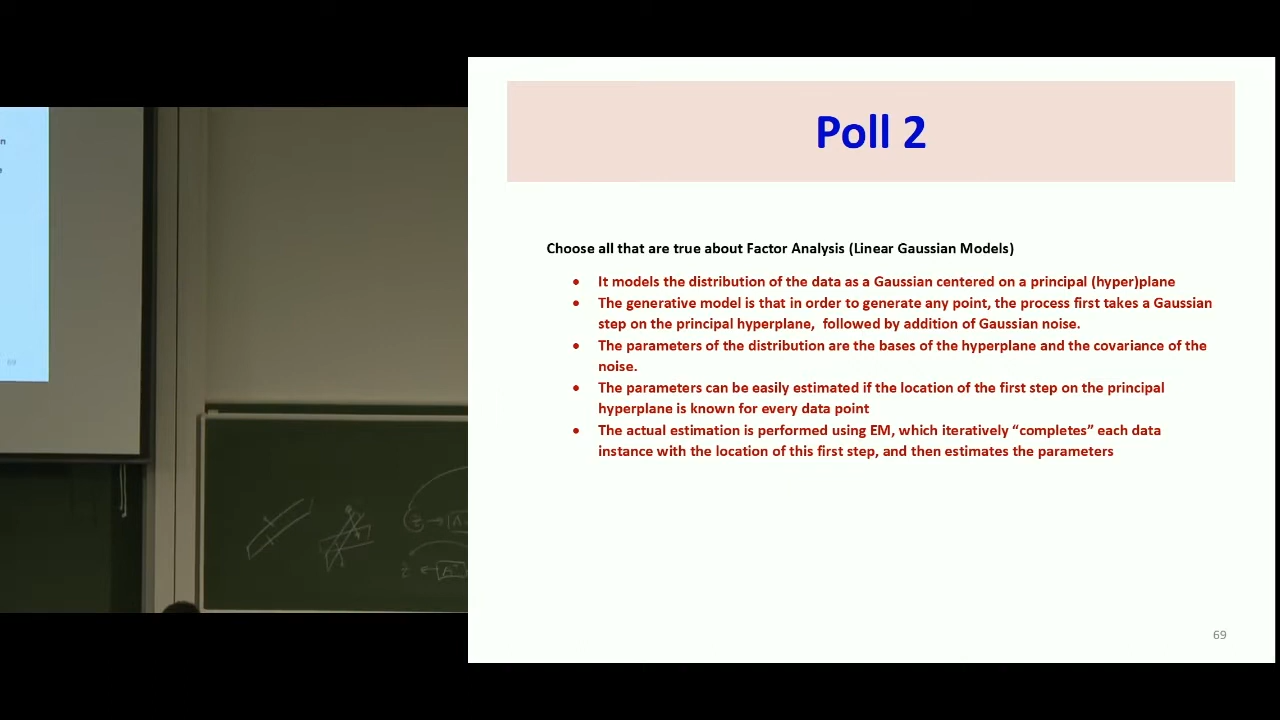 Poll 2
Choose all that are true about Factor Analysis (Linear Gaussian Models)
• It models the distribution of the data as a Gaussian centered on a principal (hyper)plane
• The generative model is that in order to generate any point, the process first takes a Gaussian
step on the principal hyperplane, followed by addition of Gaussian noise.
• The parameters of the distribution are the bases of the hyperplane and the covariance of the
noise.
• The parameters can be easily estimated if the location of the first step on the principal
hyperplane is known for every data point
• The actual estimation is performed using EM, which iteratively “completes” each data
instance with the location of this first step, and then estimates the parameters
69